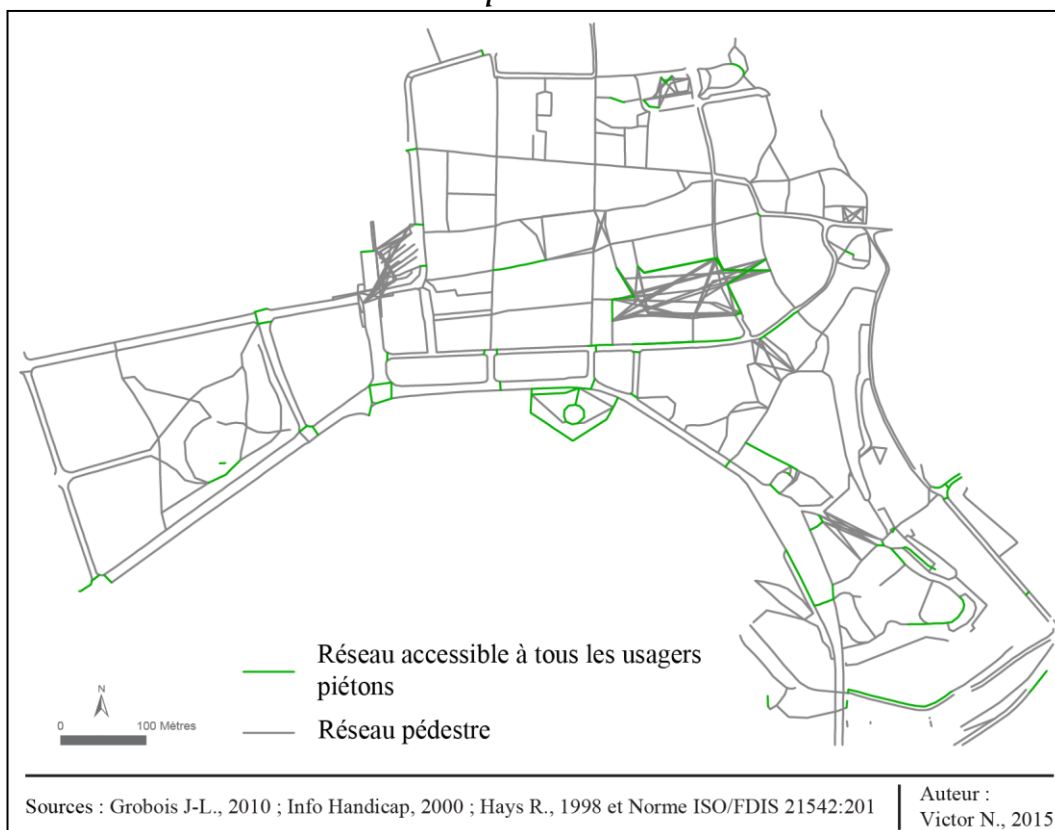 Réseau accessible à tous les usagers
piétons
Réseau pédestre
N
0 100 Mètres
Sources : Grobois J-L., 2010 ; Info Handicap, 2000 ; Hays R., 1998 et Norme ISO/FDIS 21542:201
Auteur :
Victor N., 2015